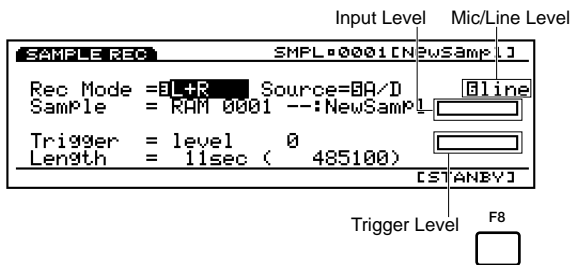 Input Level Mic/Line Level
SAMPLE REC SMPL:0001[NewSampl]
Rec Mode = L+R Source= A/D line
Sample = RAM 0001 --:NewSampl
Trigger = level 0
Length = 11sec ( 485100)
[STANBY]
Trigger Level F8